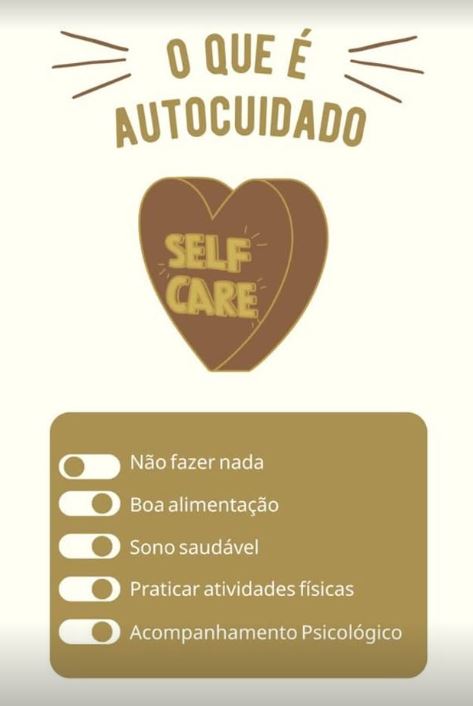 O QUE É
AUTOCUIDADO
SELF
CARE
Não fazer nada
Boa alimentação
Sono saudável
Praticar atividades físicas
Acompanhamento Psicológico